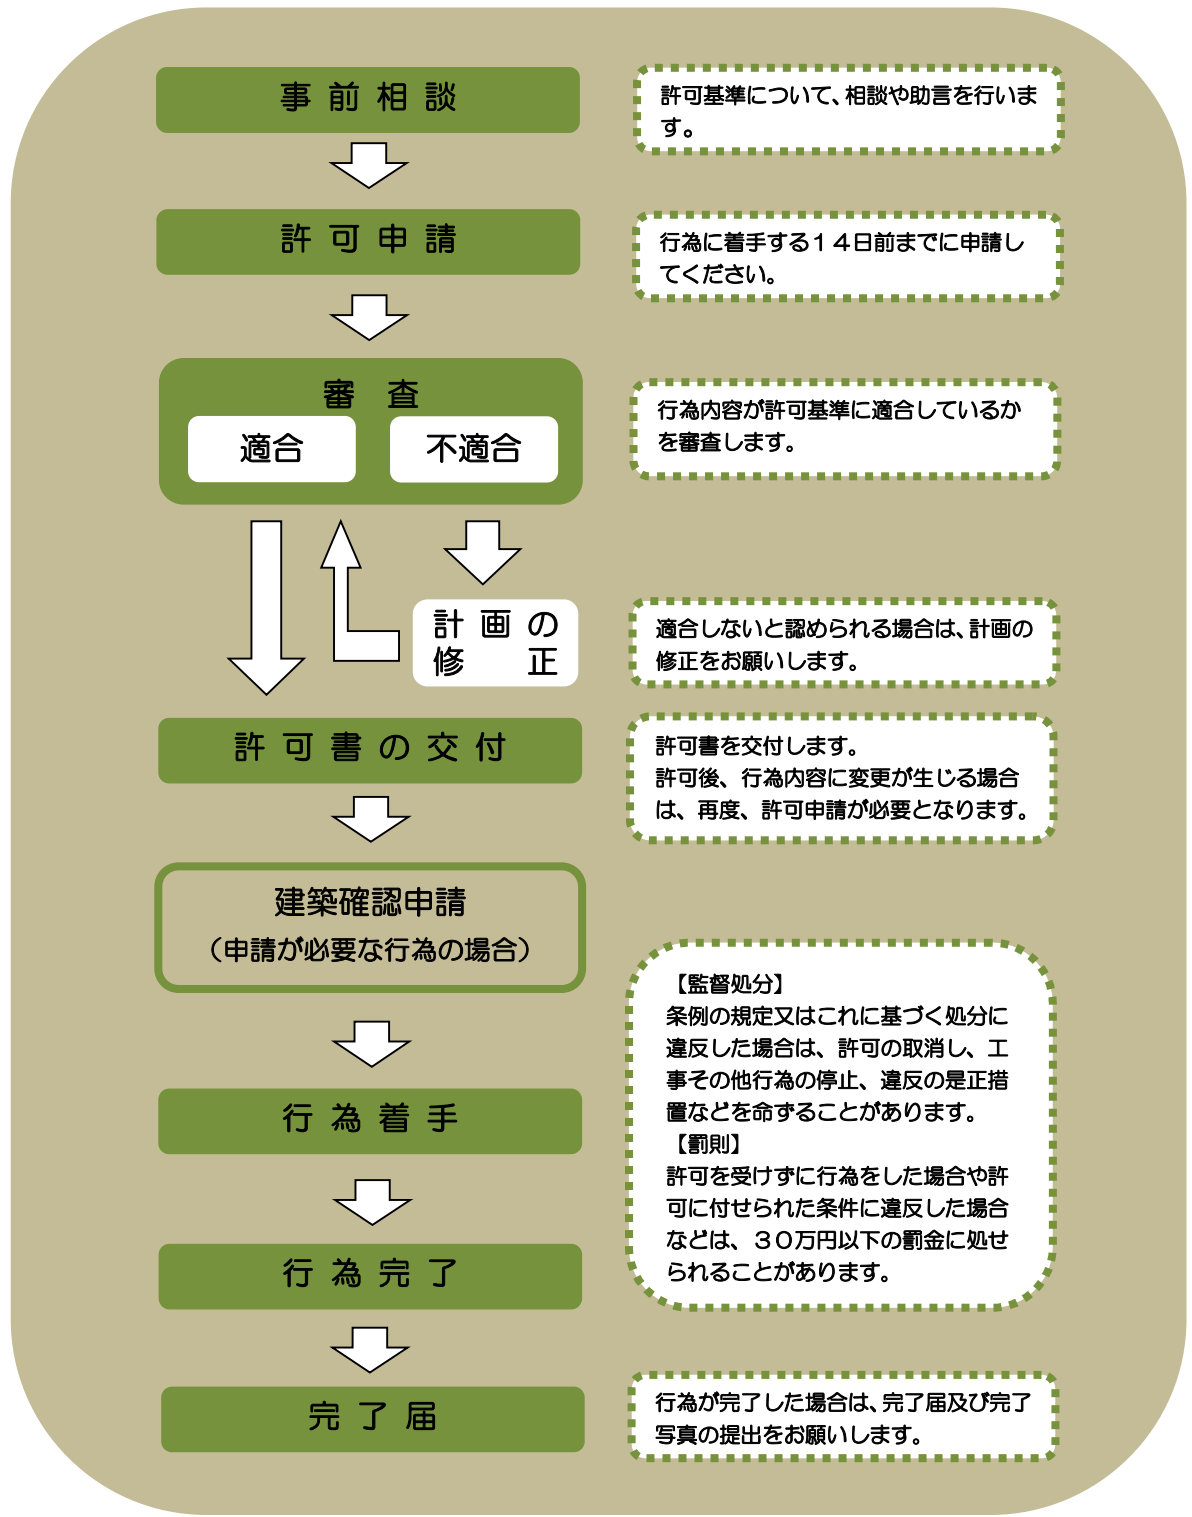 事前相談
許可基準について、相談や助言を行いま
す。
許可申請
行為に着手する１４日前までに申請し
てください。
審　査
適合
不適合
行為内容が許可基準に適合しているか
を審査します。
計画の
修　正
適合しないと認められる場合は、計画の
修正をお願いします。
許可書の交付
許可書を交付します。
許可後、行為内容に変更が生じる場合
は、再度、許可申請が必要となります。
建築確認申請
（申請が必要な行為の場合）
【監督処分】
条例の規定又はこれに基づく処分に
違反した場合は、許可の取消し、工
事その他行為の停止、違反の是正措
置などを命ずることがあります。
【罰則】
許可を受けずに行為をした場合や許
可に付せられた条件に違反した場合
などは、３０万円以下の罰金に処せ
られることがあります。
行為着手
行為完了
完了届
行為が完了した場合は、完了届及び完了
写真の提出をお願いします。